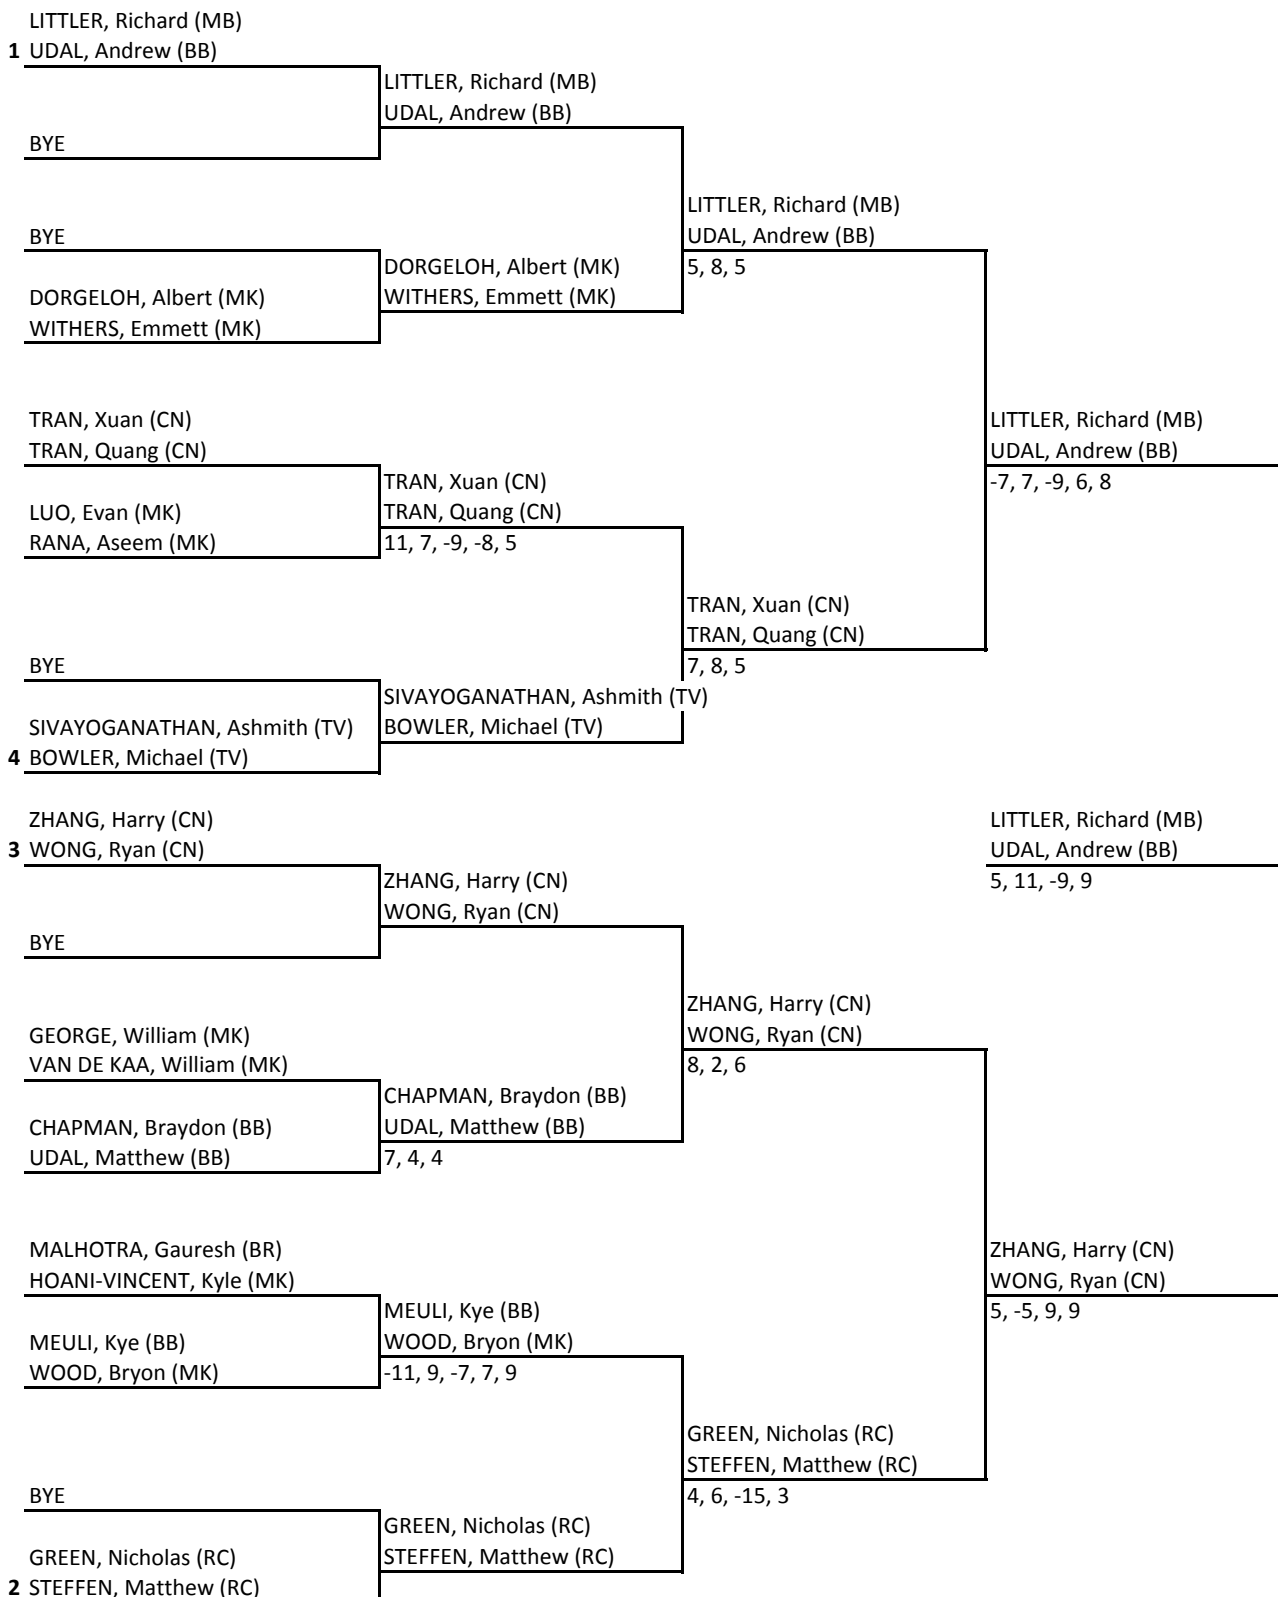 LITTLER, Richard (MB)
1 UDAL, Andrew (BB)
LITTLER, Richard (MB)
UDAL, Andrew (BB)
BYE
LITTLER, Richard (MB)
BYE
UDAL, Andrew (BB)
DORGELOH, Albert (MK)
5, 8, 5
DORGELOH, Albert (MK)
WITHERS, Emmett (MK)
WITHERS, Emmett (MK)
TRAN, Xuan (CN)
LITTLER, Richard (MB)
TRAN, Quang (CN)
UDAL, Andrew (BB)
TRAN, Xuan (CN)
-7, 7, -9, 6, 8
LUO, Evan (MK)
TRAN, Quang (CN)
RANA, Aseem (MK)
11, 7, -9, -8, 5
TRAN, Xuan (CN)
TRAN, Quang (CN)
BYE
7, 8, 5
SIVAYOGANATHAN, Ashmith (TV)
SIVAYOGANATHAN, Ashmith (TV)
BOWLER, Michael (TV)
4 BOWLER, Michael (TV)
ZHANG, Harry (CN)
LITTLER, Richard (MB)
3 WONG, Ryan (CN)
UDAL, Andrew (BB)
ZHANG, Harry (CN)
5, 11, -9, 9
WONG, Ryan (CN)
BYE
ZHANG, Harry (CN)
GEORGE, William (MK)
WONG, Ryan (CN)
VAN DE KAA, William (MK)
8, 2, 6
CHAPMAN, Braydon (BB)
CHAPMAN, Braydon (BB)
UDAL, Matthew (BB)
UDAL, Matthew (BB)
7, 4, 4
MALHOTRA, Gauresh (BR)
ZHANG, Harry (CN)
HOANI-VINCENT, Kyle (MK)
WONG, Ryan (CN)
MEULI, Kye (BB)
5, -5, 9, 9
MEULI, Kye (BB)
WOOD, Bryon (MK)
WOOD, Bryon (MK)
-11, 9, -7, 7, 9
GREEN, Nicholas (RC)
STEFFEN, Matthew (RC)
BYE
4, 6, -15, 3
GREEN, Nicholas (RC)
GREEN, Nicholas (RC)
STEFFEN, Matthew (RC)
2 STEFFEN, Matthew (RC)